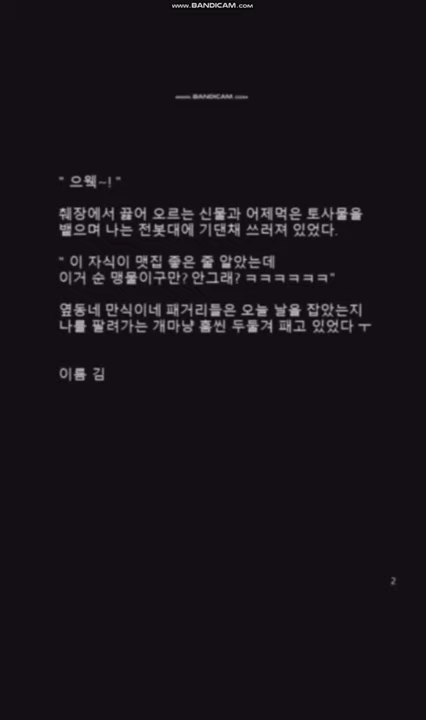 www.BANDICAM.com
www.BANDICAM.com
" 으웩~! "
췌장에서 끓어 오르는 신물과 어제먹은 토사물을
뱉으며 나는 전봇대에 기댄채 쓰러져 있었다.
" 이 자식이 맷집 좋은 줄 알았는데
이거 순 맹물이구만? 안그래? ㅋㅋㅋㅋㅋㅋ"
옆동네 만식이네 패거리들은 오늘 날을 잡았는지
나를 팔려가는 개마냥 흠씬 두둘겨 패고 있었다 ㅜ
이름 김
2